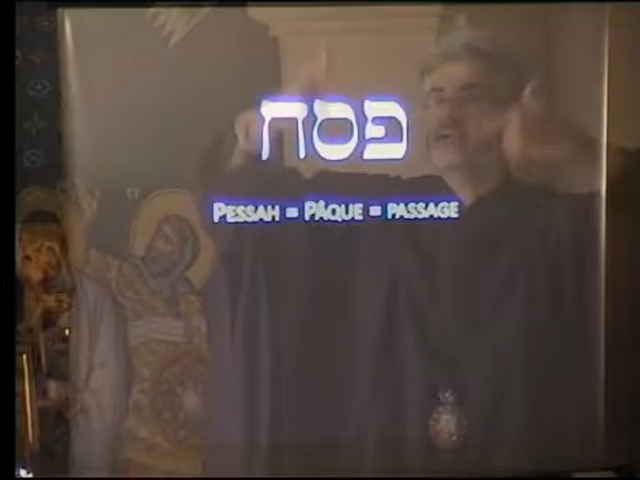 פסח
PESSAH = PÂQUE = PASSAGE